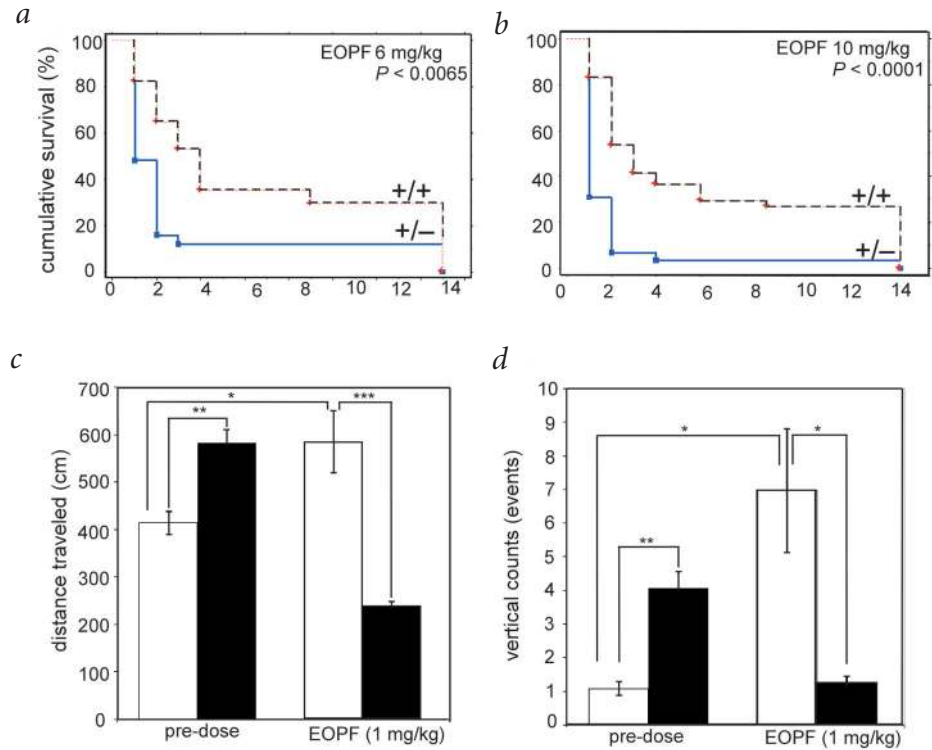 a
b
cumulative survival (%)
100
80
60
40
20
0
EOPF 6 mg/kg
P < 0.0065
+/+
+/−
0 2 4 6 8 10 12 14
100
80
60
40
20
0
EOPF 10 mg/kg
P < 0.0001
+/+
+/−
0 2 4 6 8 10 12 14
c
d
distance traveled (cm)
700
600
500
400
300
200
100
0
*
**
***
pre-dose
EOPF (1 mg/kg)
vertical counts (events)
10
9
8
7
6
5
4
3
2
1
0
*
*
**
pre-dose
EOPF (1 mg/kg)